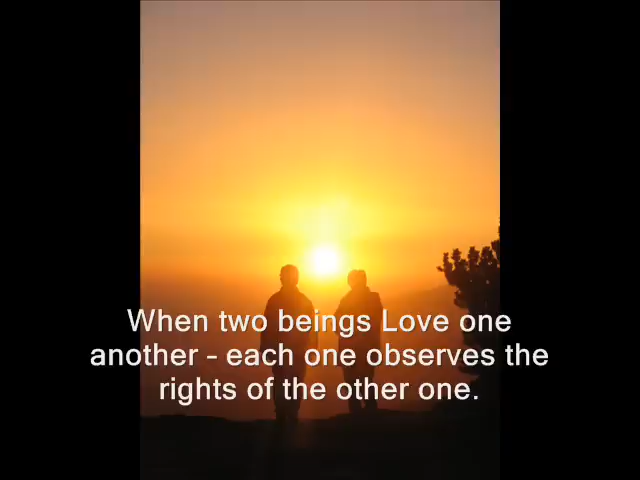 When two beings Love one
another - each one observes the
rights of the other one.